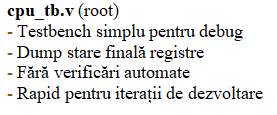 cpu_tb.v (root)
- Testbench simplu pentru debug
- Dump stare finală registre
- Fără verificări automate
- Rapid pentru iterații de dezvoltare